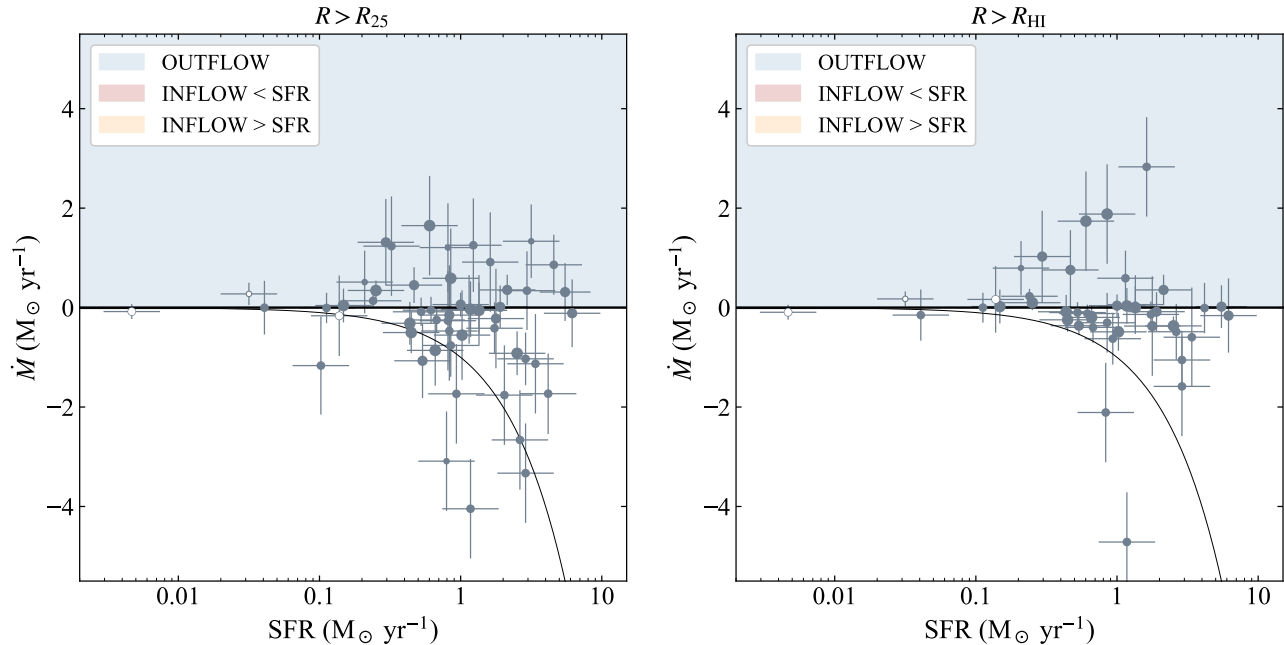 R > R₂₅
OUTFLOW
INFLOW < SFR
INFLOW > SFR
4
2
0
−2
−4
Ṁ (M⊙ yr⁻¹)
0.01 0.1 1 10
SFR (M⊙ yr⁻¹)
R > R_HI
OUTFLOW
INFLOW < SFR
INFLOW > SFR
4
2
0
−2
−4
Ṁ (M⊙ yr⁻¹)
0.01 0.1 1 10
SFR (M⊙ yr⁻¹)